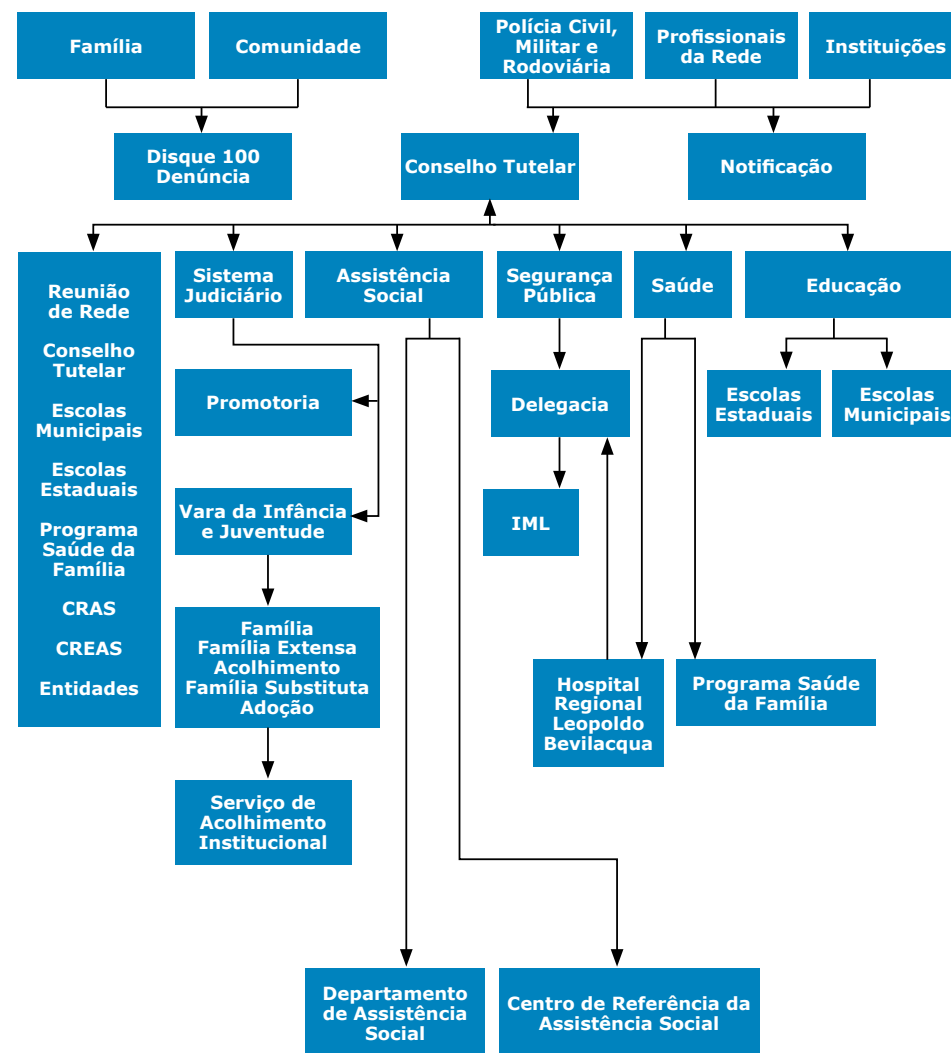 Família
Comunidade
Polícia Civil,
Militar e
Rodoviária
Profissionais
da Rede
Instituições
Disque 100
Denúncia
Conselho Tutelar
Notificação
Reunião
de Rede
Conselho
Tutelar
Escolas
Municipais
Escolas
Estaduais
Programa
Saúde da
Família
CRAS
CREAS
Entidades
Sistema
Judiciário
Assistência
Social
Segurança
Pública
Saúde
Educação
Promotoria
Delegacia
Escolas
Estaduais
Escolas
Municipais
Vara da Infância
e Juventude
IML
Família
Família Extensa
Acolhimento
Família Substituta
Adoção
Hospital
Regional
Leopoldo
Bevilacqua
Programa Saúde
da Família
Serviço de
Acolhimento
Institucional
Departamento
de Assistência
Social
Centro de Referência da
Assistência Social